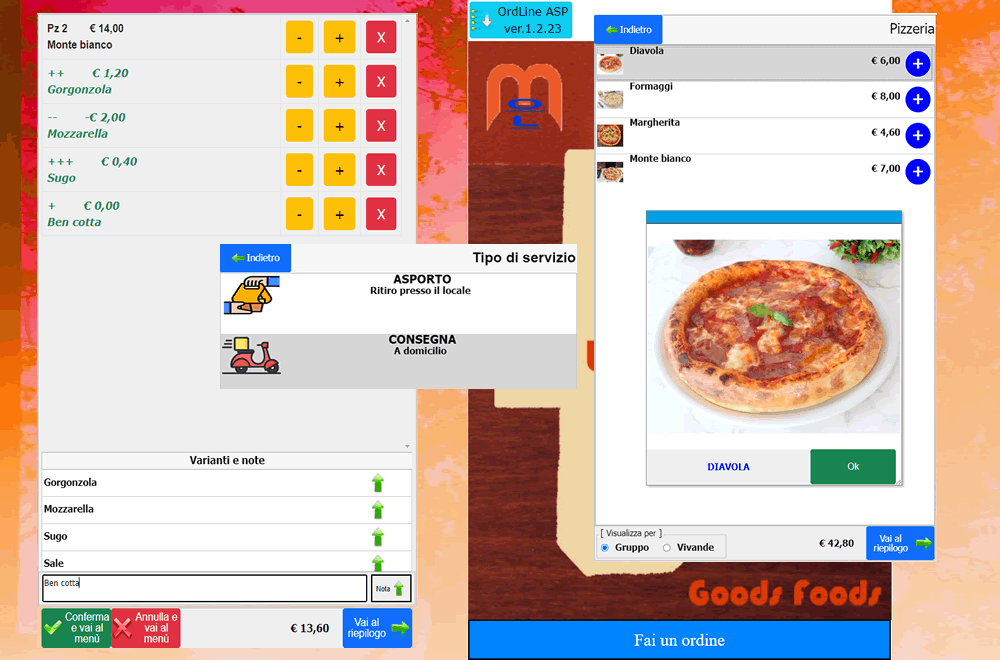 Pz 2 € 14,00
Monte bianco
- + X
++ € 1,20
Gorgonzola
- + X
-- -€ 2,00
Mozzarella
- + X
+++ € 0,40
Sugo
- + X
+ € 0,00
Ben cotta
- + X
Varianti e note
Gorgonzola
Mozzarella
Sugo
Sale
Ben cotta
Nota
Conferma
e vai al
menù
Annulla e
vai al
menù
€ 13,60
Vai al
riepilogo
Indietro
Tipo di servizio
ASPORTO
Ritiro presso il locale
CONSEGNA
A domicilio
OrdLine ASP
ver.1.2.23
Goods Foods
Fai un ordine
Indietro
Pizzeria
Diavola
€ 6,00 +
Formaggi
€ 8,00 +
Margherita
€ 4,60 +
Monte bianco
€ 7,00 +
DIAVOLA
Ok
[ Visualizza per ]
Gruppo Vivande
€ 42,80
Vai al
riepilogo